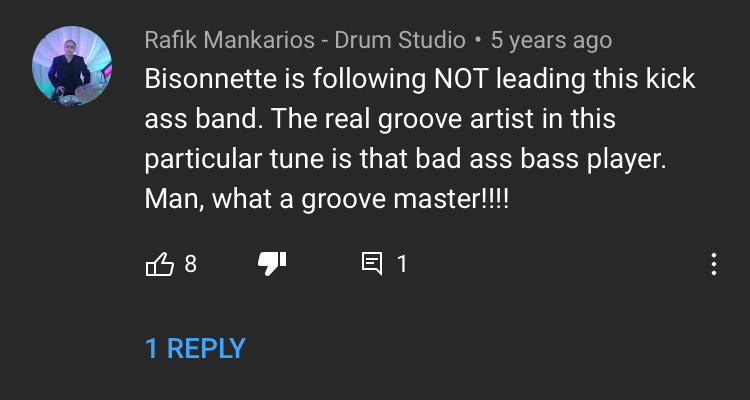 Rafik Mankarios - Drum Studio • 5 years ago
Bisonnette is following NOT leading this kick
ass band. The real groove artist in this
particular tune is that bad ass bass player.
Man, what a groove master!!!!
8
1
1 REPLY